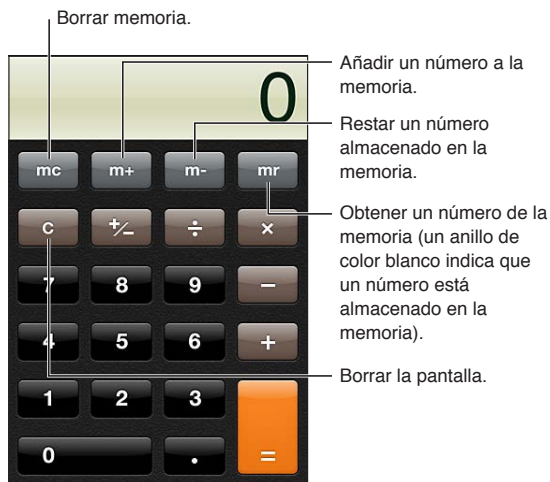 Borrar memoria.
Añadir un número a la
memoria.
Restar un número
almacenado en la
memoria.
Obtener un número de la
memoria (un anillo de
color blanco indica que
un número está
almacenado en la
memoria).
Borrar la pantalla.
0
mc m+ m- mr
c +/− ÷ ×
7 8 9 −
4 5 6 +
1 2 3
0 . =